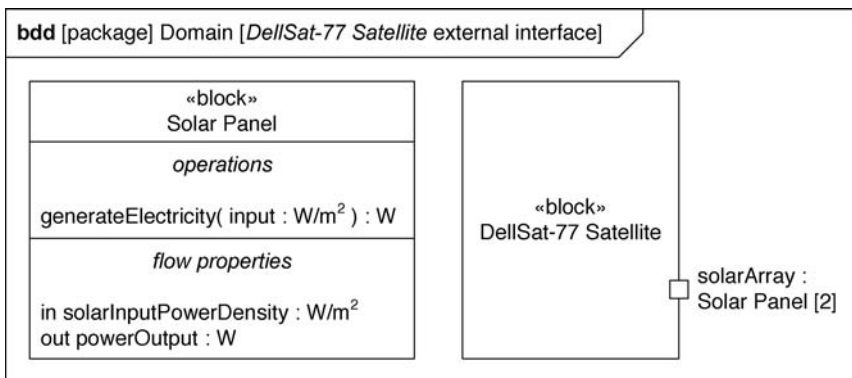 bdd [package] Domain [DellSat-77 Satellite external interface]
«block»
Solar Panel
operations
generateElectricity( input : W/m² ) : W
flow properties
in solarInputPowerDensity : W/m²
out powerOutput : W
«block»
DellSat-77 Satellite
solarArray :
Solar Panel [2]